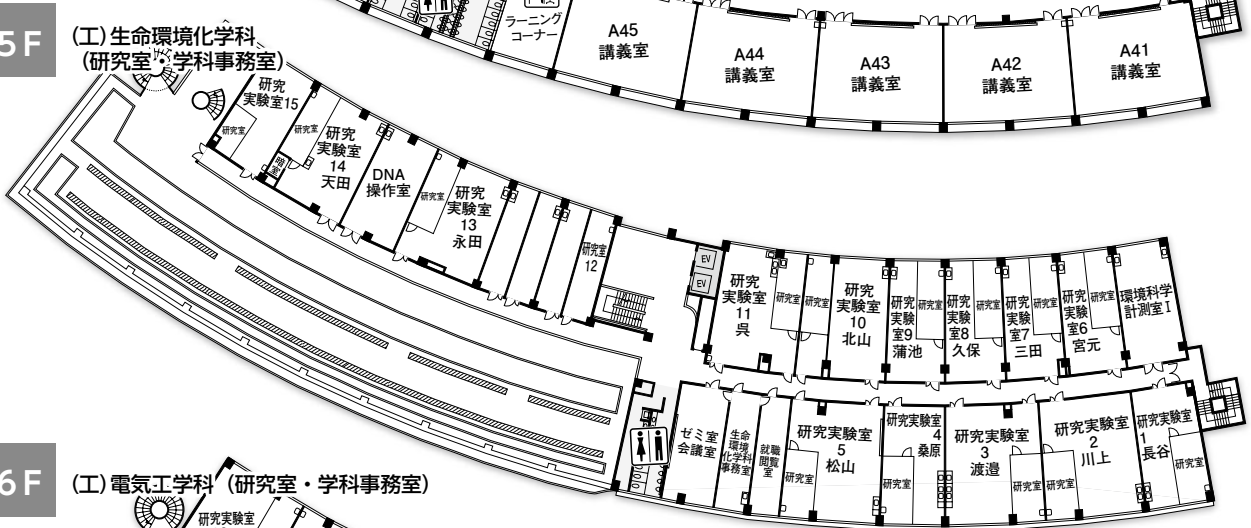 ラーニング
コーナー
A45
講義室
A44
講義室
A43
講義室
A42
講義室
A41
講義室
5F
(工)生命環境化学科
(研究室・学科事務室)
研究
実験室15
研究室
暗室
研究室
研究
実験室
14
天田
DNA
操作室
研究室
研究
実験室
13
永田
研究室
12
EV
EV
研究
実験室
11
呉
研究室
研究室
研究
実験室
10
北山
研究
実験
室9
蒲池
研究室
研究
実験
室8
久保
研究室
研究
実験
室7
三田
研究室
研究
実験
室6
宮元
研究室
環境科学
計測室Ⅰ
ゼミ室
会議室
生命
環境
化学科
事務室
就職
閲覧
室
研究実験室
5
松山
研究室
研究実験室
4
桑原
研究室
研究実験室
3
渡邉
研究室
研究実験室
2
川上
研究室
研究実験室
1
長谷
研究室
6F
(工)電気工学科(研究室・学科事務室)
研究実験室